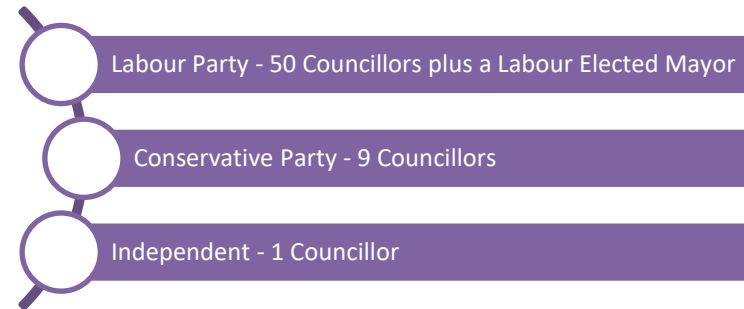 Labour Party - 50 Councillors plus a Labour Elected Mayor
Conservative Party - 9 Councillors
Independent - 1 Councillor